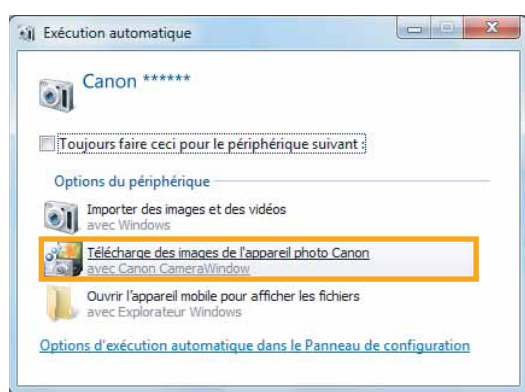 Exécution automatique
Canon ******
Toujours faire ceci pour le périphérique suivant :
Options du périphérique
Importer des images et des vidéos
avec Windows
Télécharge des images de l'appareil photo Canon
avec Canon CameraWindow
Ouvrir l'appareil mobile pour afficher les fichiers
avec Explorateur Windows
Options d'exécution automatique dans le Panneau de configuration